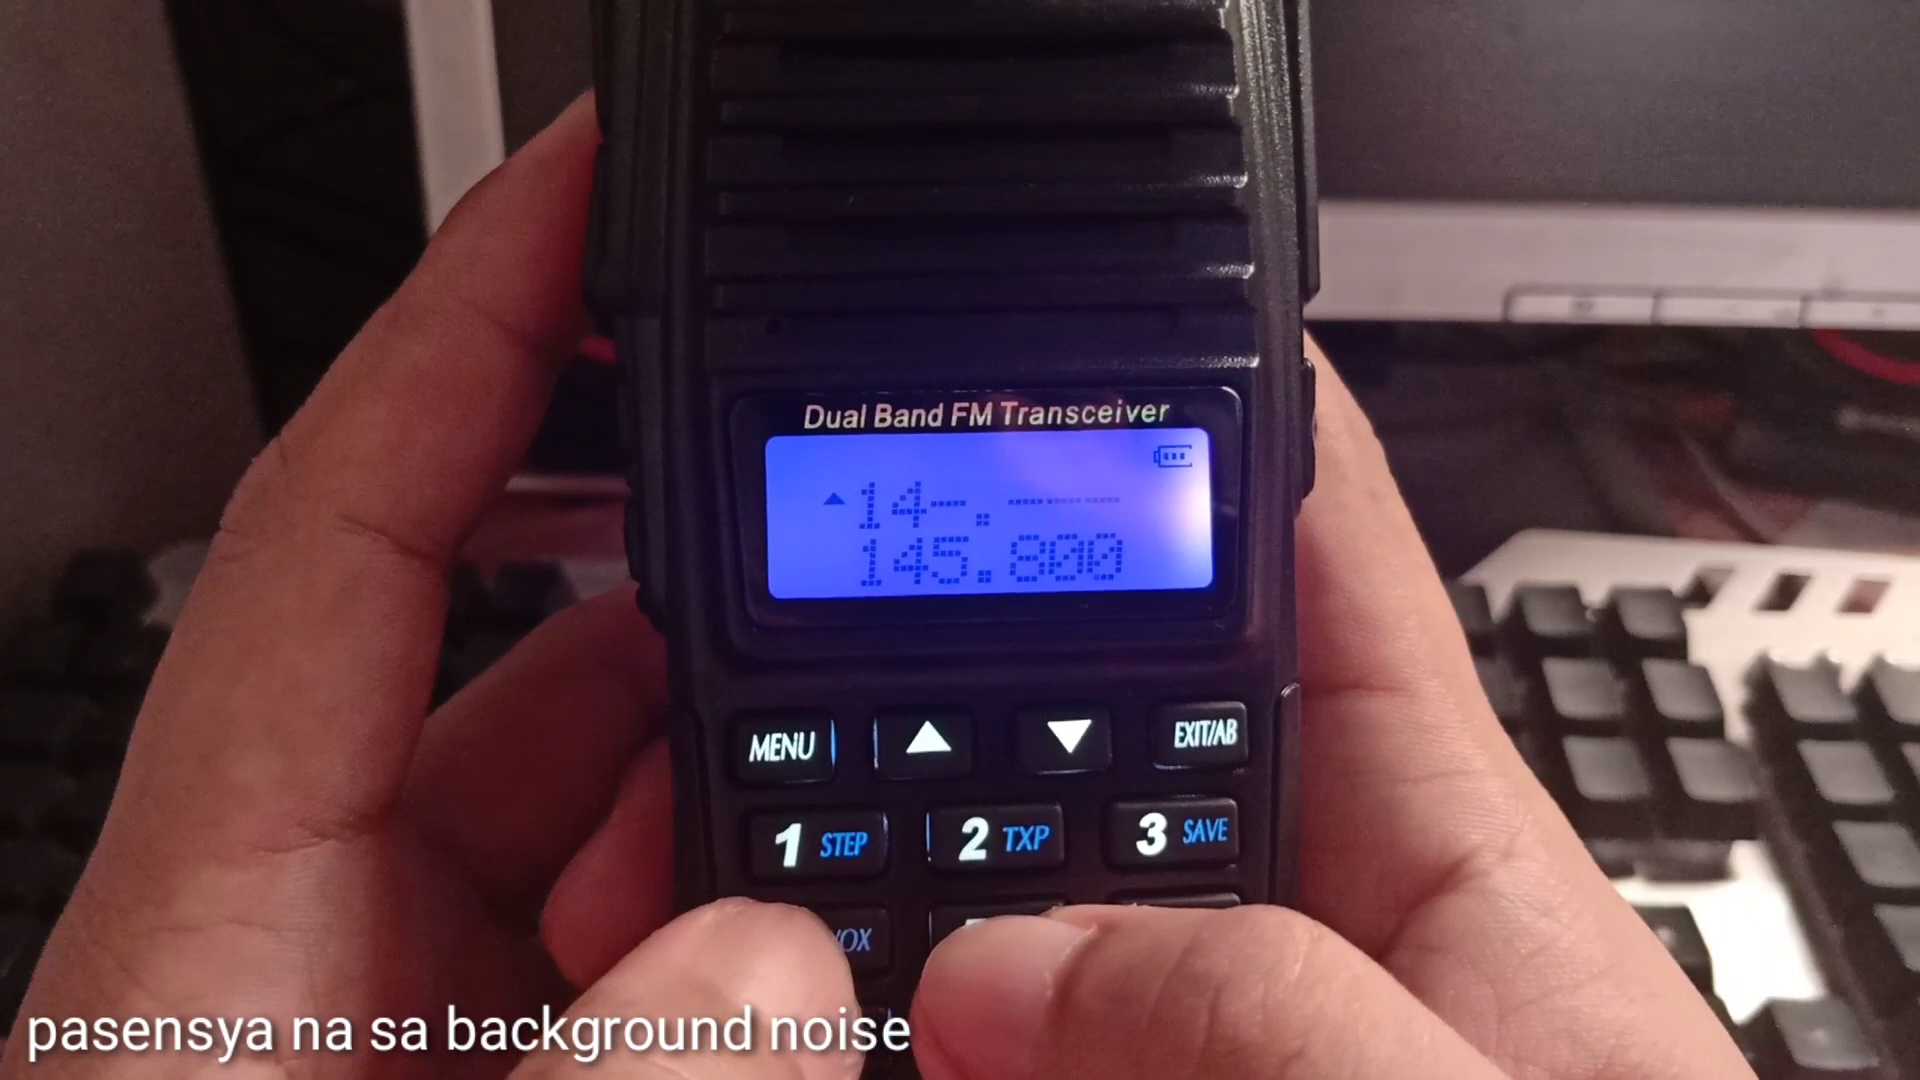 Dual Band FM Transceiver
14-.---
145.800
MENU
EXIT/AB
1 STEP
2 TXP
3 SAVE
pasensya na sa background noise